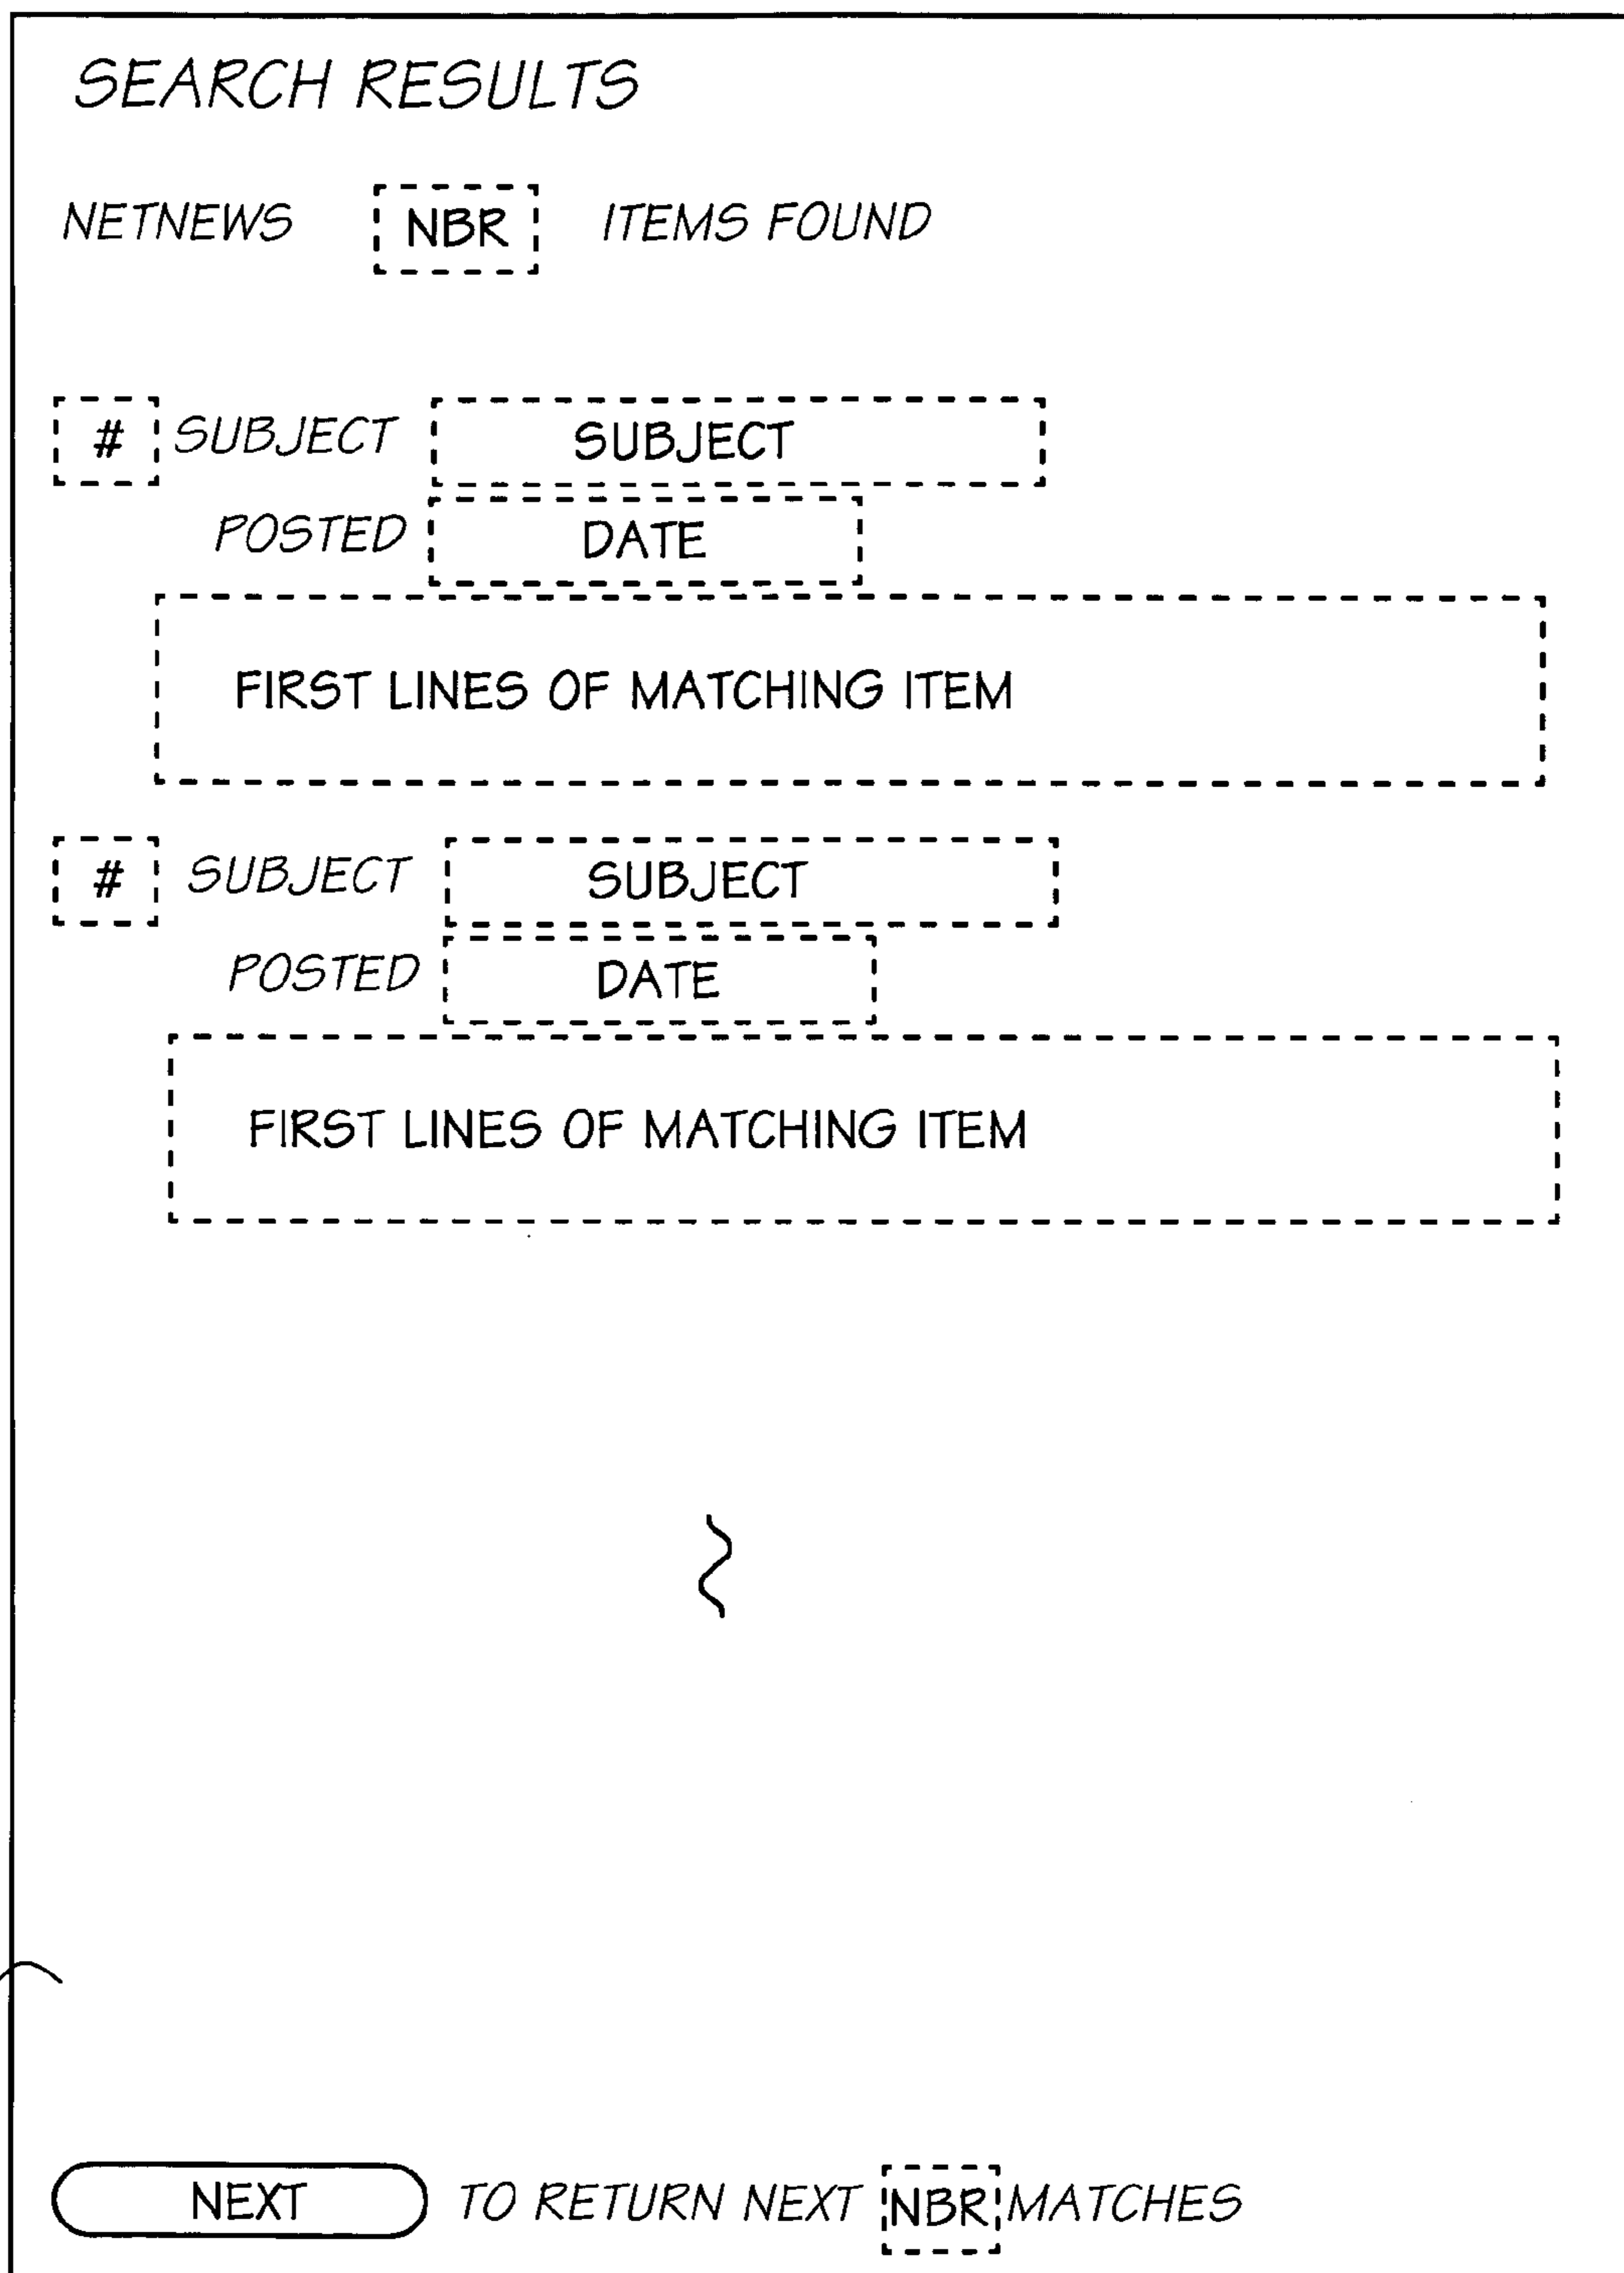 SEARCH RESULTS
NETNEWS NBR ITEMS FOUND
# SUBJECT SUBJECT
POSTED DATE
FIRST LINES OF MATCHING ITEM
# SUBJECT SUBJECT
POSTED DATE
FIRST LINES OF MATCHING ITEM
NEXT TO RETURN NEXT NBR MATCHES